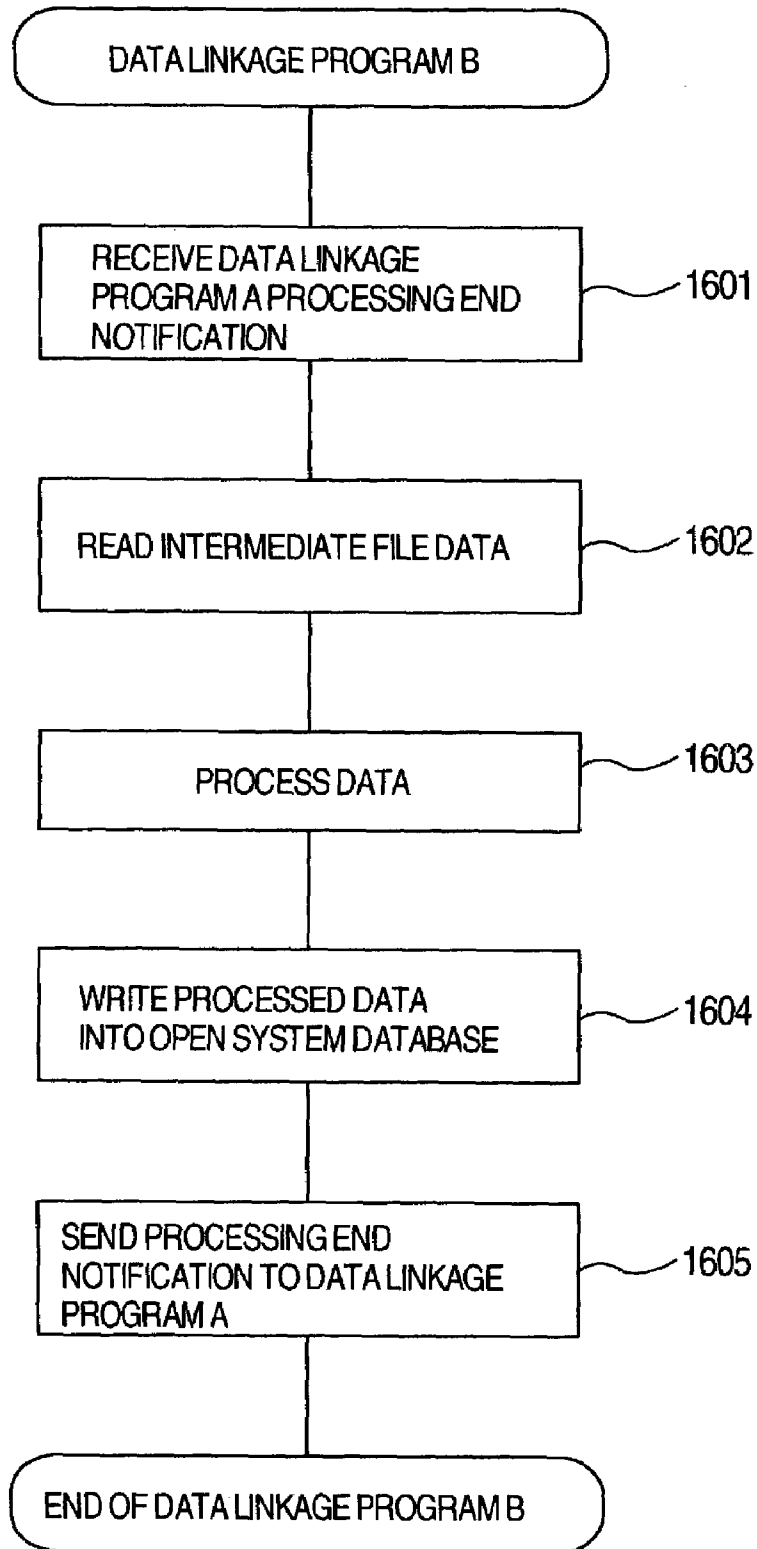 DATA LINKAGE PROGRAM B
RECEIVE DATA LINKAGE
PROGRAM A PROCESSING END
NOTIFICATION
1601
READ INTERMEDIATE FILE DATA
1602
PROCESS DATA
1603
WRITE PROCESSED DATA
INTO OPEN SYSTEM DATABASE
1604
SEND PROCESSING END
NOTIFICATION TO DATA LINKAGE
PROGRAM A
1605
END OF DATA LINKAGE PROGRAM B